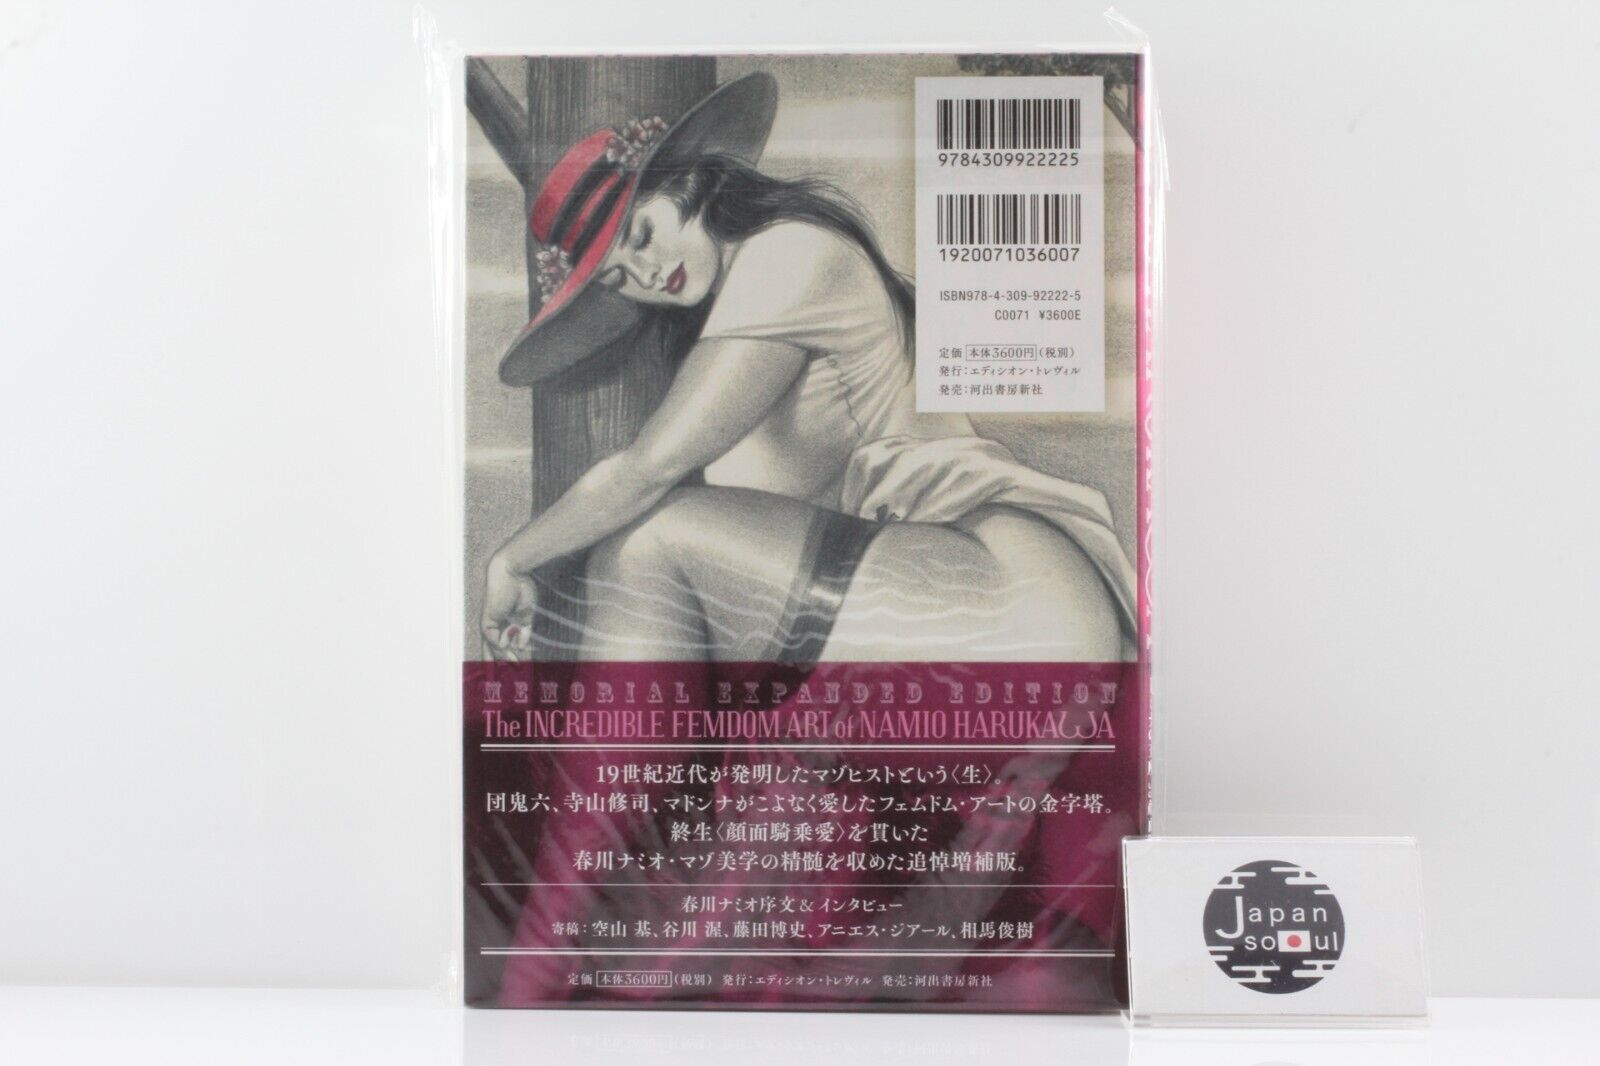 9784309922225
1920071036007
ISBN978-4-309-92222-5
C0071 ¥3600E
定価 本体3600円(税別)
発行:エディシオン・トレヴィル
発売:河出書房新社
MEMORIAL EXPANDED EDITION
The INCREDIBLE FEMDOM ART of NAMIO HARUKAWA
19世紀近代が発明したマゾヒストという〈生〉。
団鬼六、寺山修司、マドンナがこよなく愛したフェムドム・アートの金字塔。
終生〈顔面騎乗愛〉を貫いた
春川ナミオ・マゾ美学の精髄を収めた追悼増補版。
春川ナミオ序文&インタビュー
寄稿:空山 基、谷川 渥、藤田博史、アニエス・ジアール、相馬俊樹
定価 本体3600円(税別) 発行:エディシオン・トレヴィル 発売:河出書房新社
Japan
soul